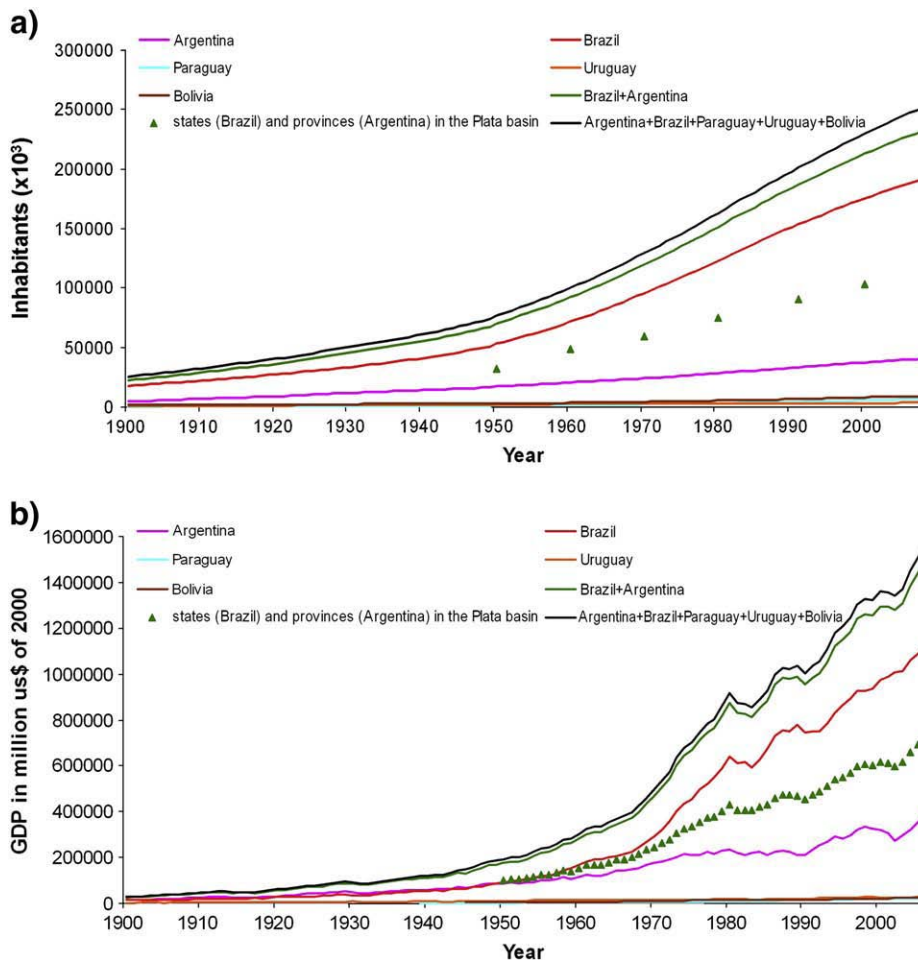 a)
Argentina Brazil
Paraguay Uruguay
Bolivia Brazil+Argentina
states (Brazil) and provinces (Argentina) in the Plata basin Argentina+Brazil+Paraguay+Uruguay+Bolivia
300000
250000
200000
150000
100000
50000
0
Inhabitants (x10³)
1900 1910 1920 1930 1940 1950 1960 1970 1980 1990 2000
Year
b)
Argentina Brazil
Paraguay Uruguay
Bolivia Brazil+Argentina
states (Brazil) and provinces (Argentina) in the Plata basin Argentina+Brazil+Paraguay+Uruguay+Bolivia
1600000
1400000
1200000
1000000
800000
600000
400000
200000
0
GDP in million us$ of 2000
1900 1910 1920 1930 1940 1950 1960 1970 1980 1990 2000
Year